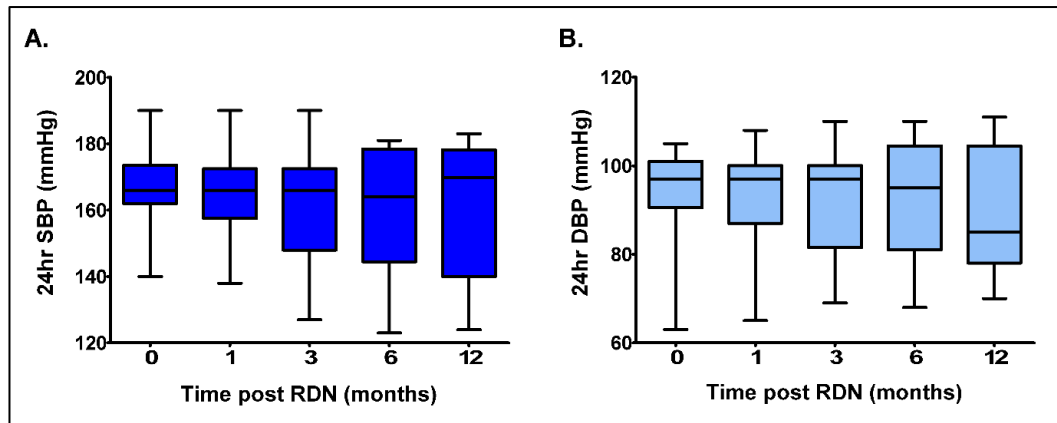 A.
24hr SBP (mmHg)
200
180
160
140
120
0 1 3 6 12
Time post RDN (months)
B.
24hr DBP (mmHg)
120
100
80
60
0 1 3 6 12
Time post RDN (months)